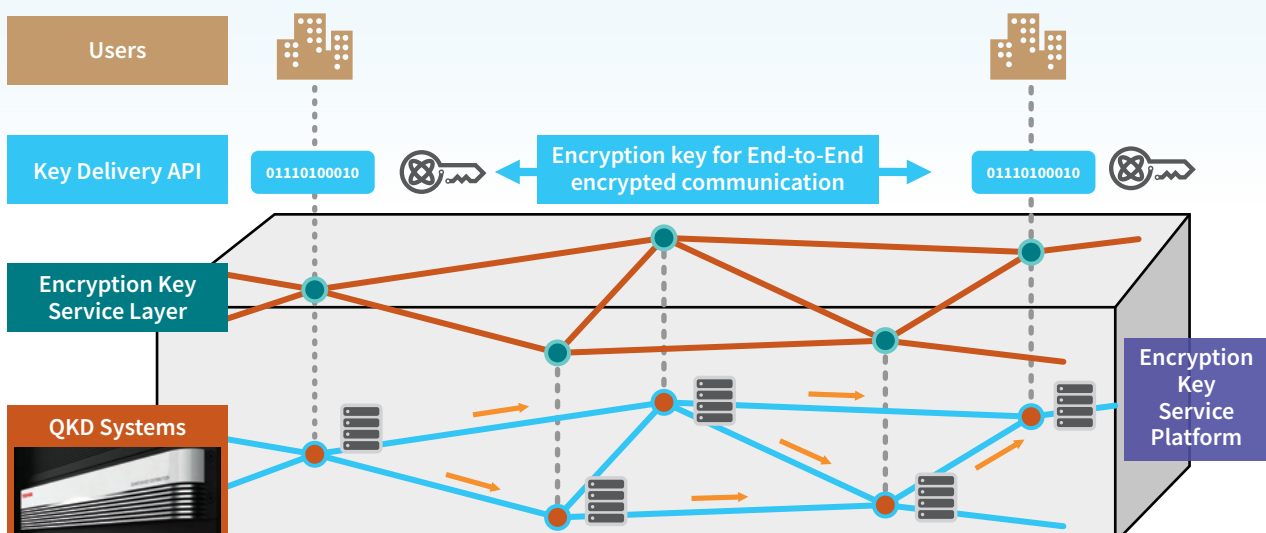 Users
Key Delivery API
01110100010
Encryption key for End-to-End
encrypted communication
01110100010
Encryption Key
Service Layer
Encryption
Key
Service
Platform
QKD Systems